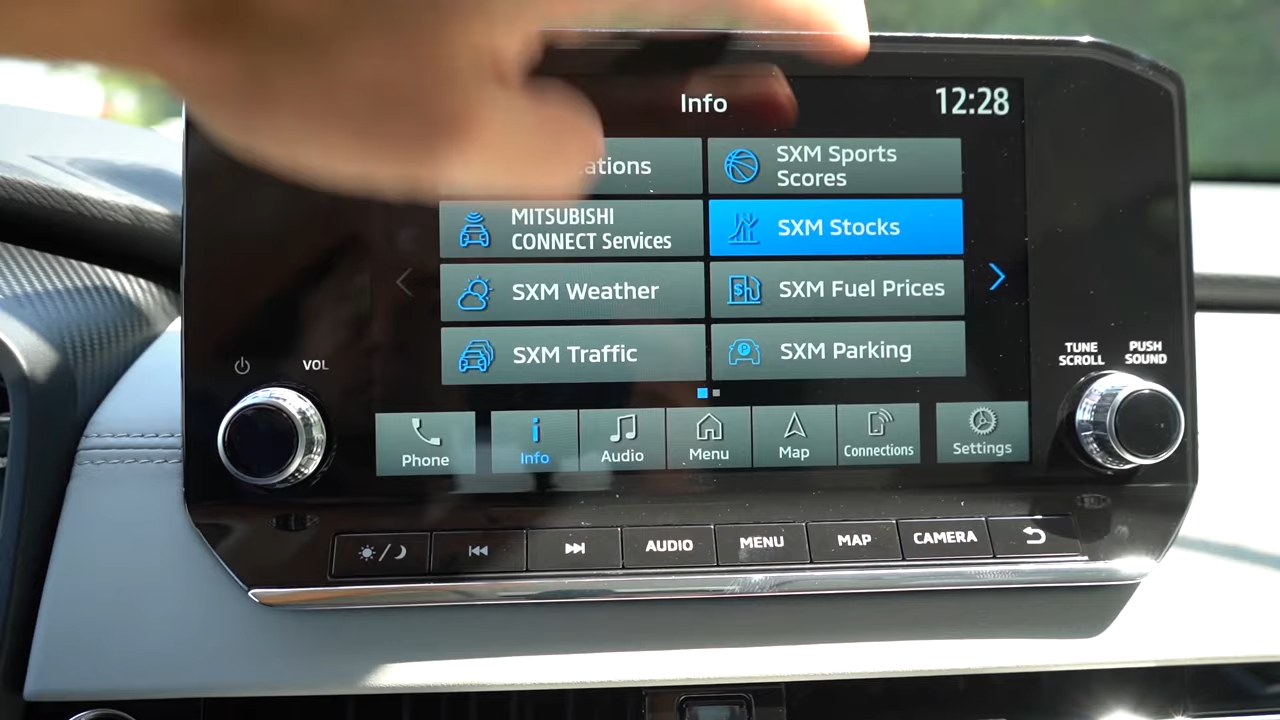 Info
12:28
SXM Sports
Scores
MITSUBISHI
CONNECT Services
SXM Stocks
SXM Weather
SXM Fuel Prices
SXM Traffic
SXM Parking
VOL
TUNE
SCROLL
PUSH
SOUND
Phone
Info
Audio
Menu
Map
Connections
Settings
AUDIO
MENU
MAP
CAMERA